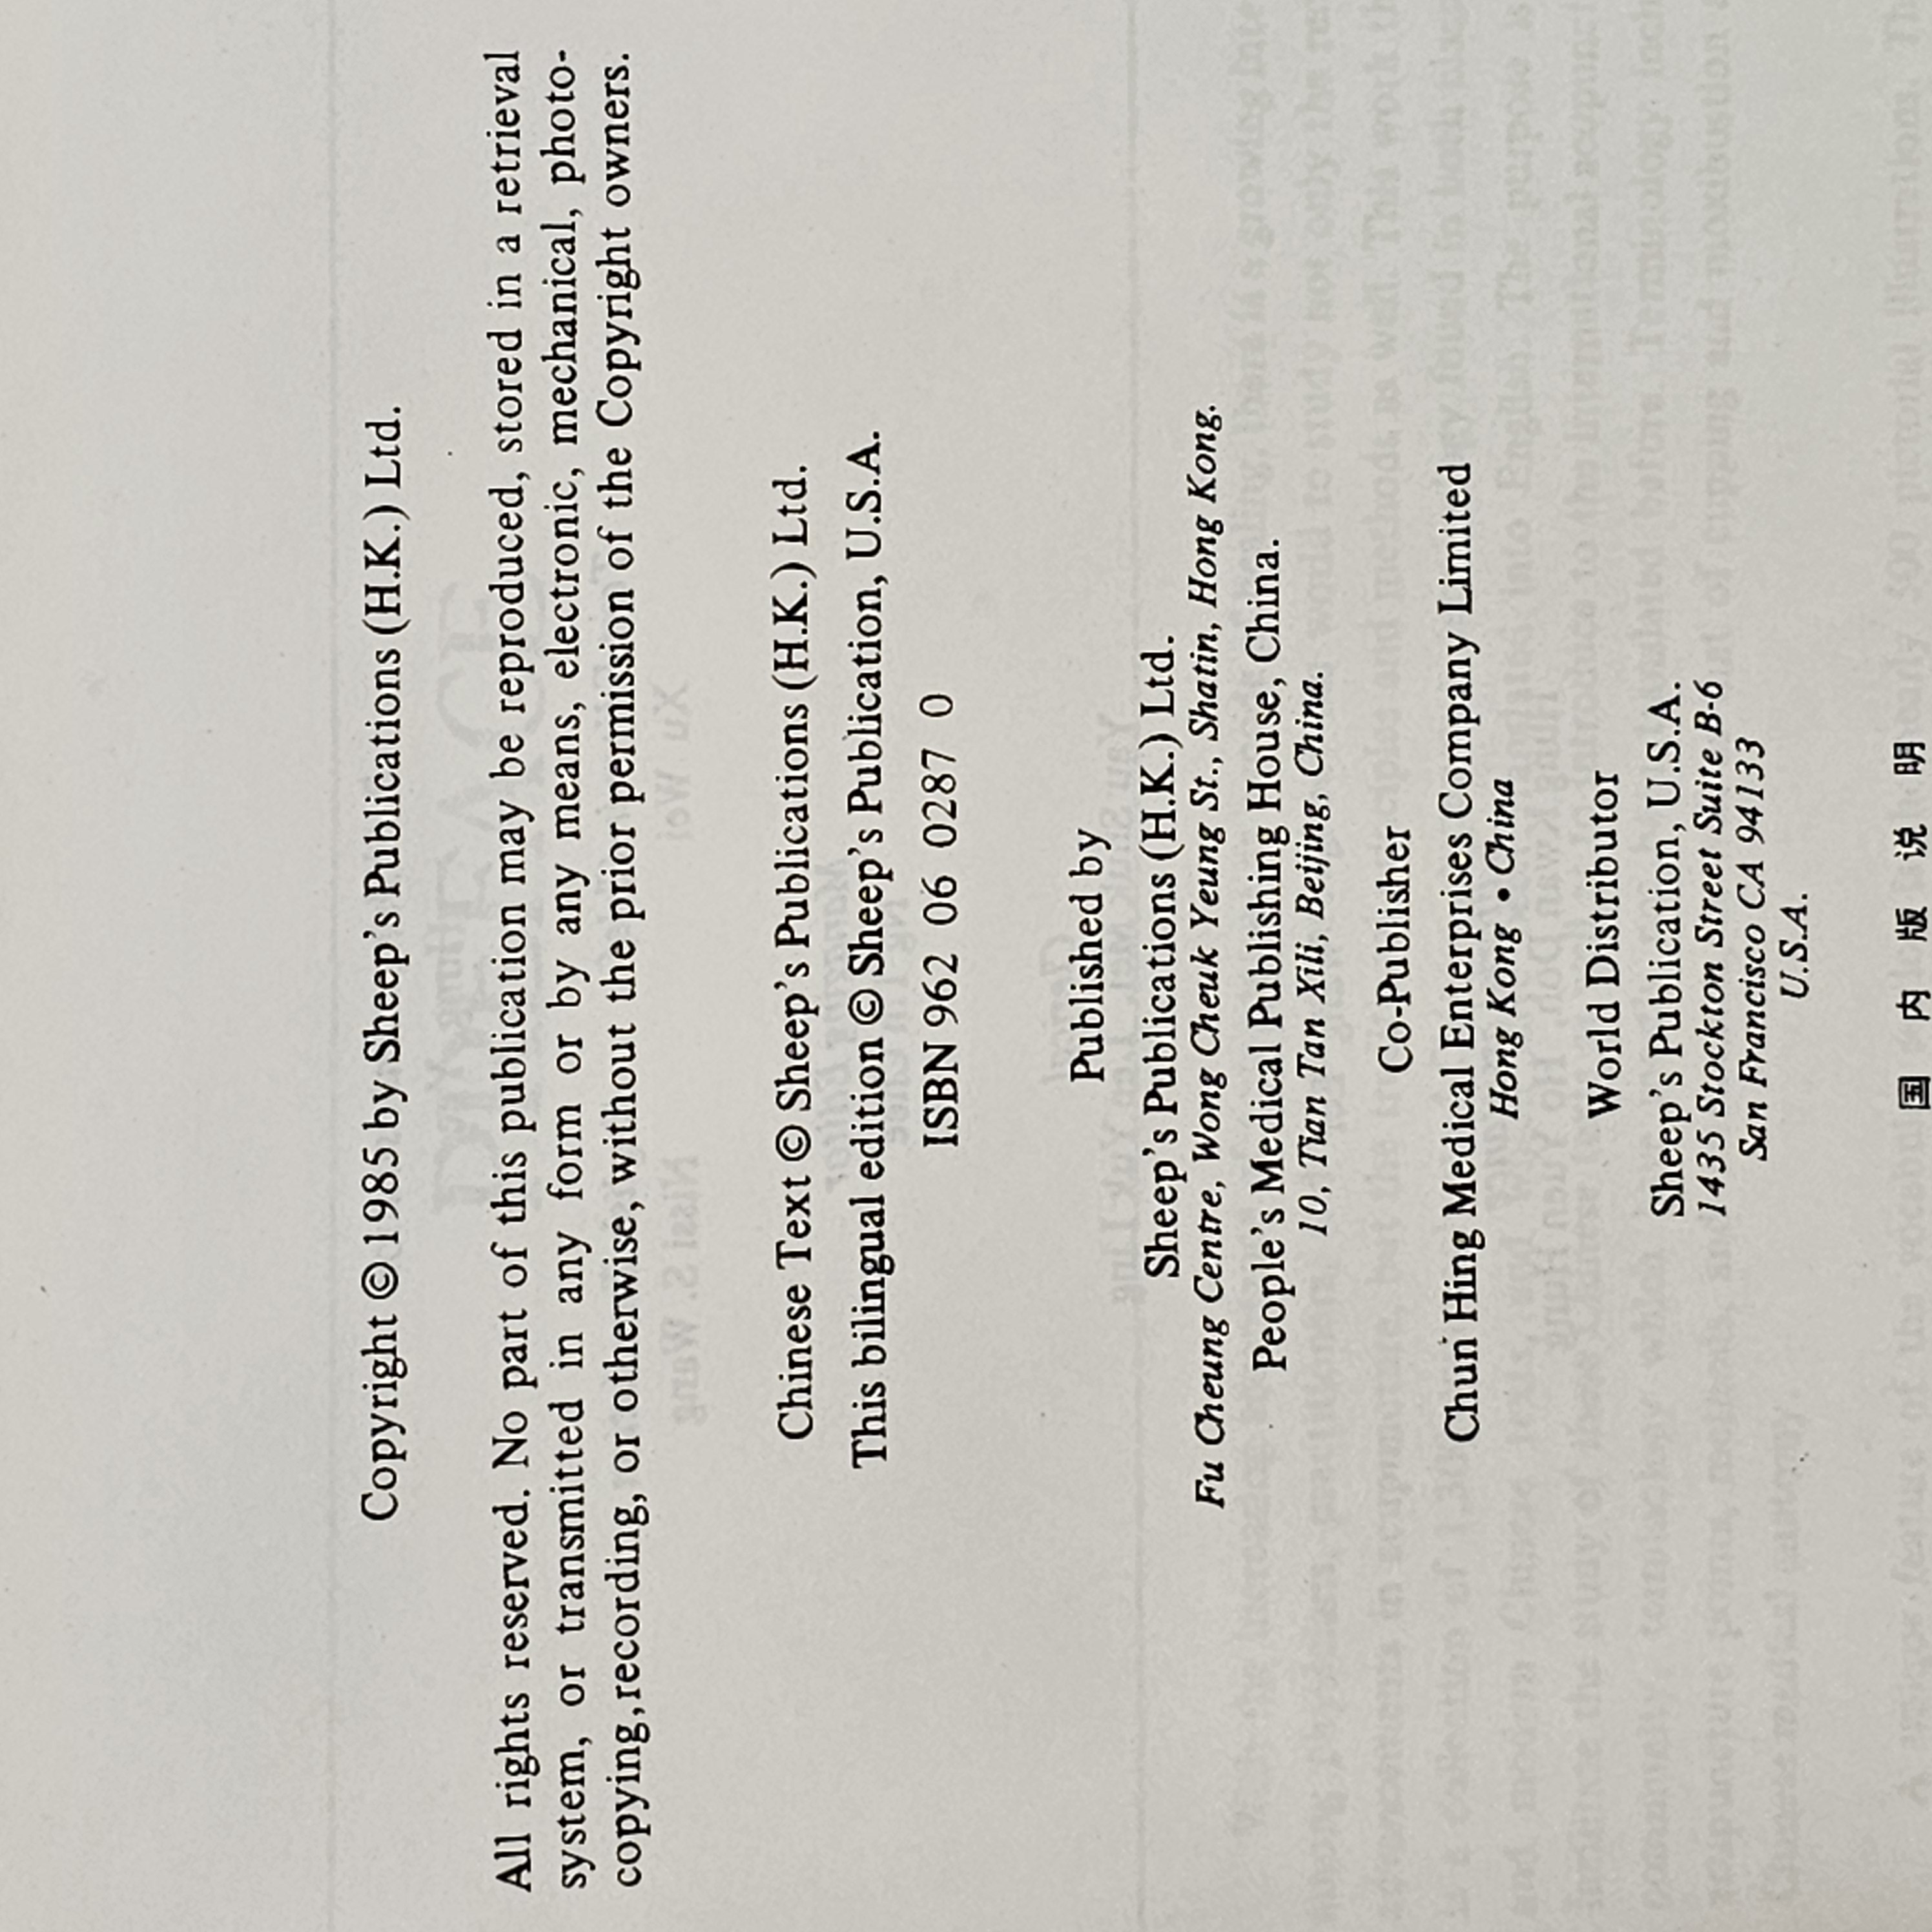 Copyright © 1985 by Sheep's Publications (H.K.) Ltd.
All rights reserved. No part of this publication may be reproduced, stored in a retrieval
system, or transmitted in any form or by any means, electronic, mechanical, photo-
copying, recording, or otherwise, without the prior permission of the Copyright owners.
Chinese Text © Sheep's Publications (H.K.) Ltd.
This bilingual edition © Sheep's Publication, U.S.A.
ISBN 962 06 0287 0
Published by
Sheep's Publications (H.K.) Ltd.
Fu Cheung Centre, Wong Cheuk Yeung St., Shatin, Hong Kong.
People's Medical Publishing House, China.
10, Tian Tan Xili, Beijing, China.
Co-Publisher
Chun Hing Medical Enterprises Company Limited
Hong Kong • China
World Distributor
Sheep's Publication, U.S.A.
1435 Stockton Street Suite B-6
San Francisco CA 94133
U.S.A.
国 内 版 说 明